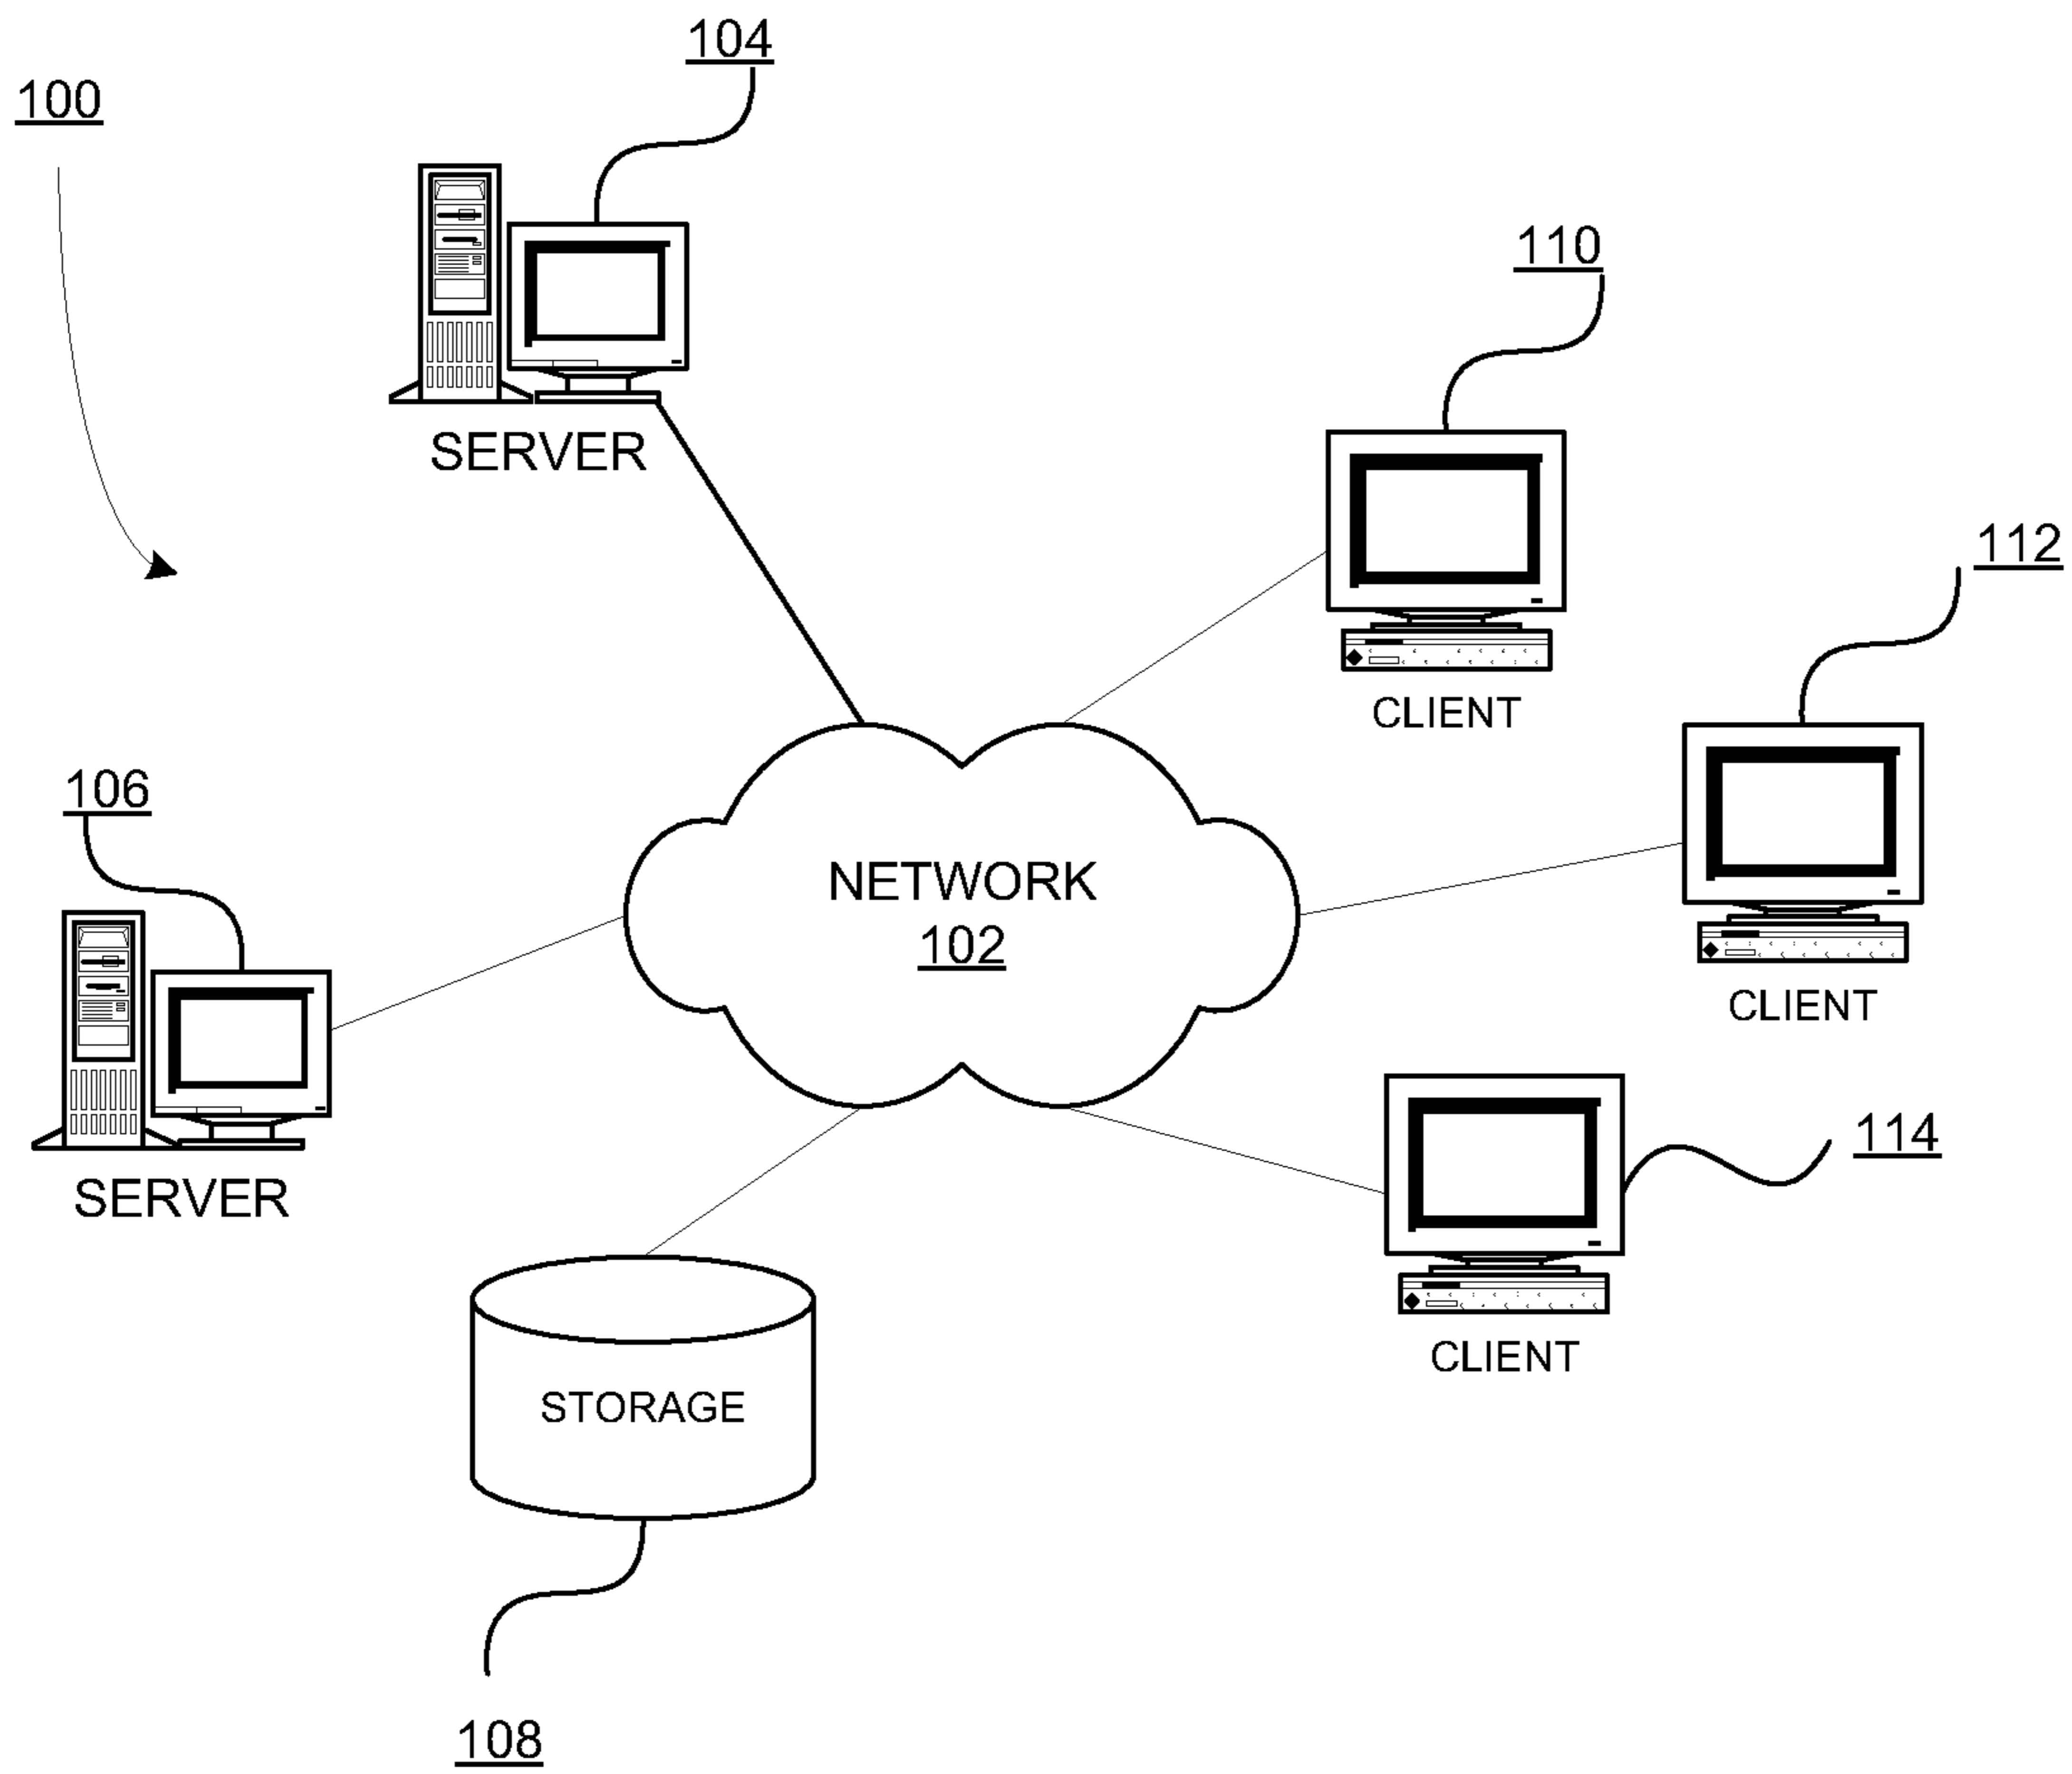 104
100
110
SERVER
112
CLIENT
106
NETWORK
102
CLIENT
114
SERVER
CLIENT
STORAGE
108